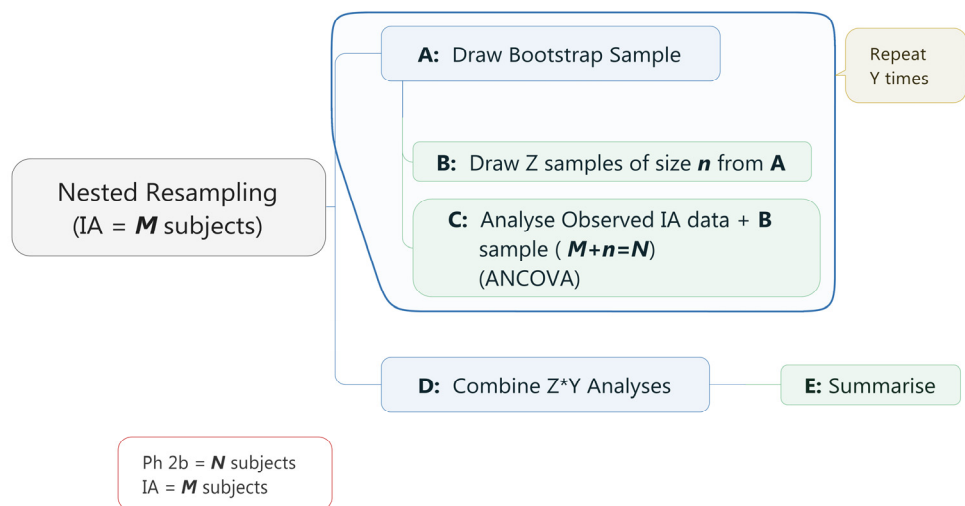 A: Draw Bootstrap Sample
Repeat
Y times
B: Draw Z samples of size n from A
Nested Resampling
(IA = M subjects)
C: Analyse Observed IA data + B
sample ( M+n=N)
(ANCOVA)
D: Combine Z*Y Analyses
E: Summarise
Ph 2b = N subjects
IA = M subjects